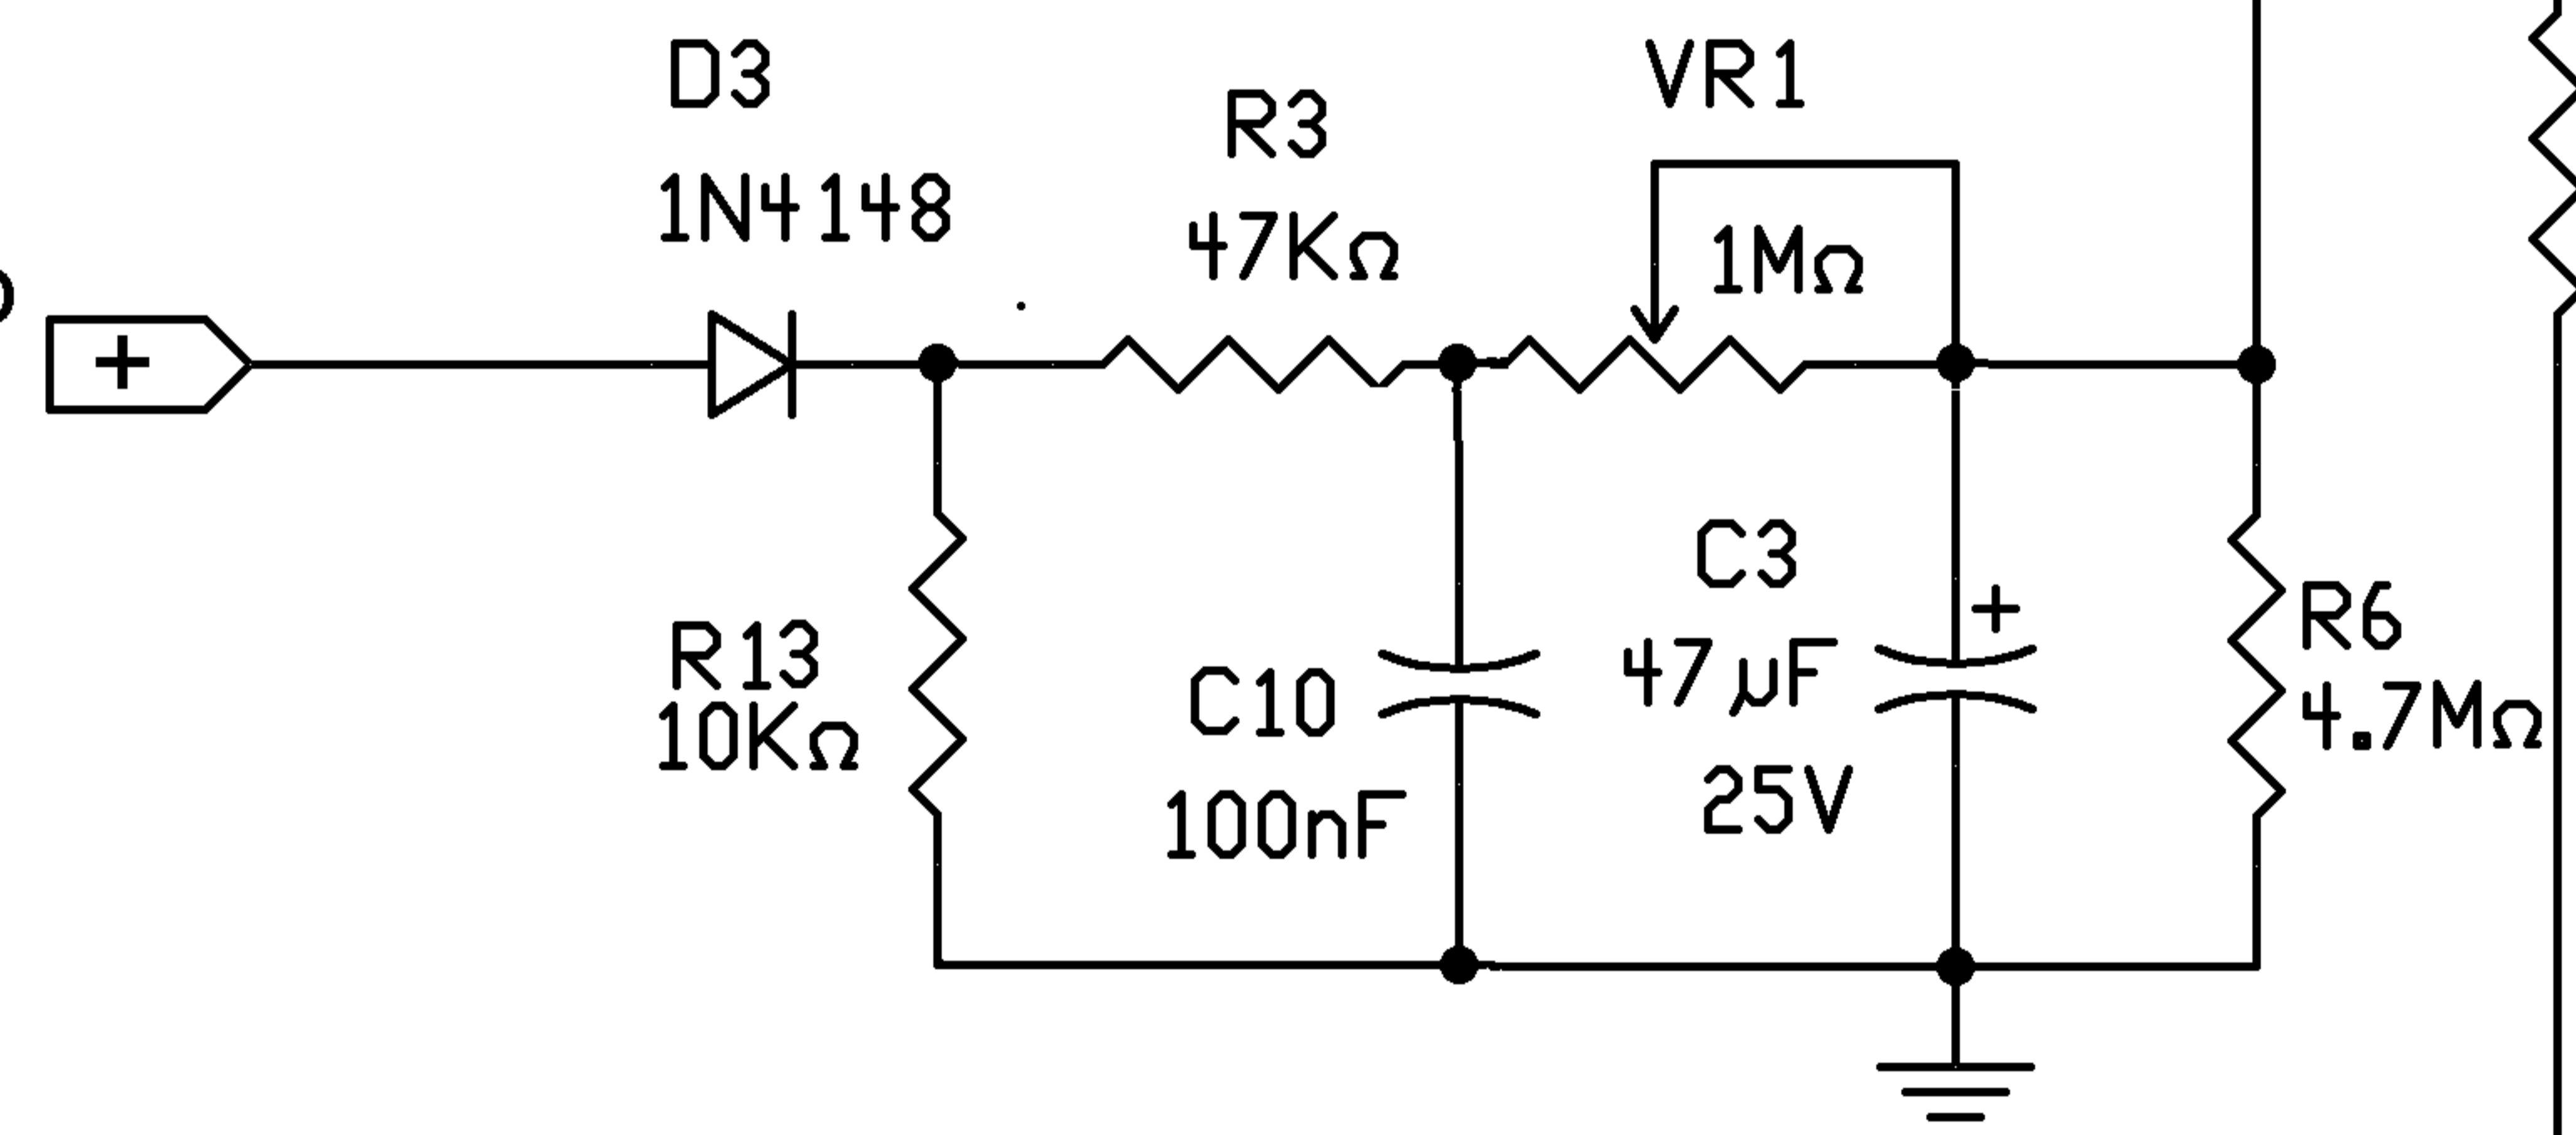 D3
1N4148
R3
47KΩ
VR1
1MΩ
+
R13
10KΩ
C10
100nF
C3
+
47µF
25V
R6
4.7MΩ